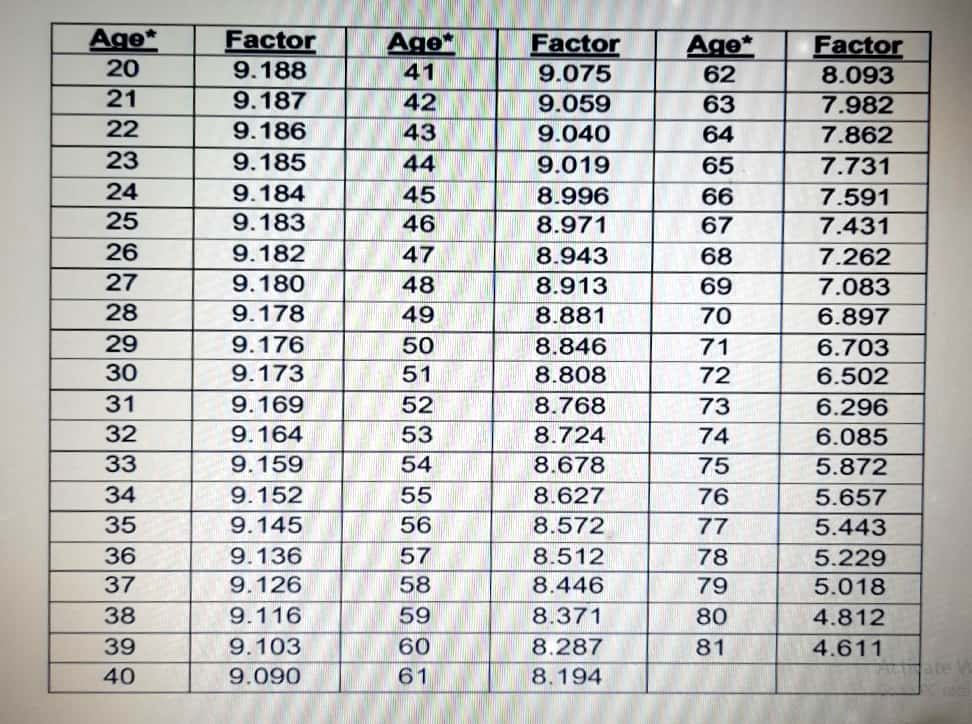 Age* Factor Age* Factor Age* Factor
20 9.188 41 9.075 62 8.093
21 9.187 42 9.059 63 7.982
22 9.186 43 9.040 64 7.862
23 9.185 44 9.019 65 7.731
24 9.184 45 8.996 66 7.591
25 9.183 46 8.971 67 7.431
26 9.182 47 8.943 68 7.262
27 9.180 48 8.913 69 7.083
28 9.178 49 8.881 70 6.897
29 9.176 50 8.846 71 6.703
30 9.173 51 8.808 72 6.502
31 9.169 52 8.768 73 6.296
32 9.164 53 8.724 74 6.085
33 9.159 54 8.678 75 5.872
34 9.152 55 8.627 76 5.657
35 9.145 56 8.572 77 5.443
36 9.136 57 8.512 78 5.229
37 9.126 58 8.446 79 5.018
38 9.116 59 8.371 80 4.812
39 9.103 60 8.287 81 4.611
40 9.090 61 8.194
Activate